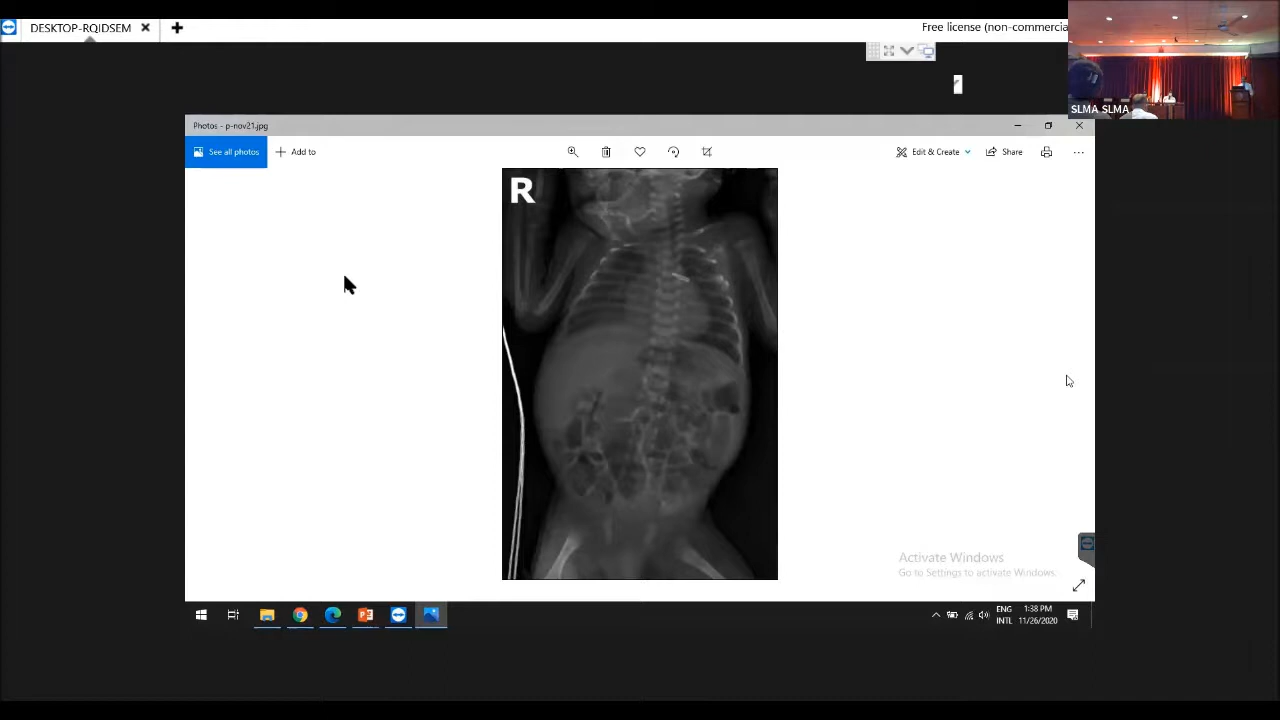 DESKTOP-RQIDSEM
Free license (non-commercia
SLMA SLMA
Photos - p-nov21.jpg
See all photos
Add to
Edit & Create
Share
R
Activate Windows
Go to Settings to activate Windows.
ENG
INTL
1:38 PM
11/26/2020